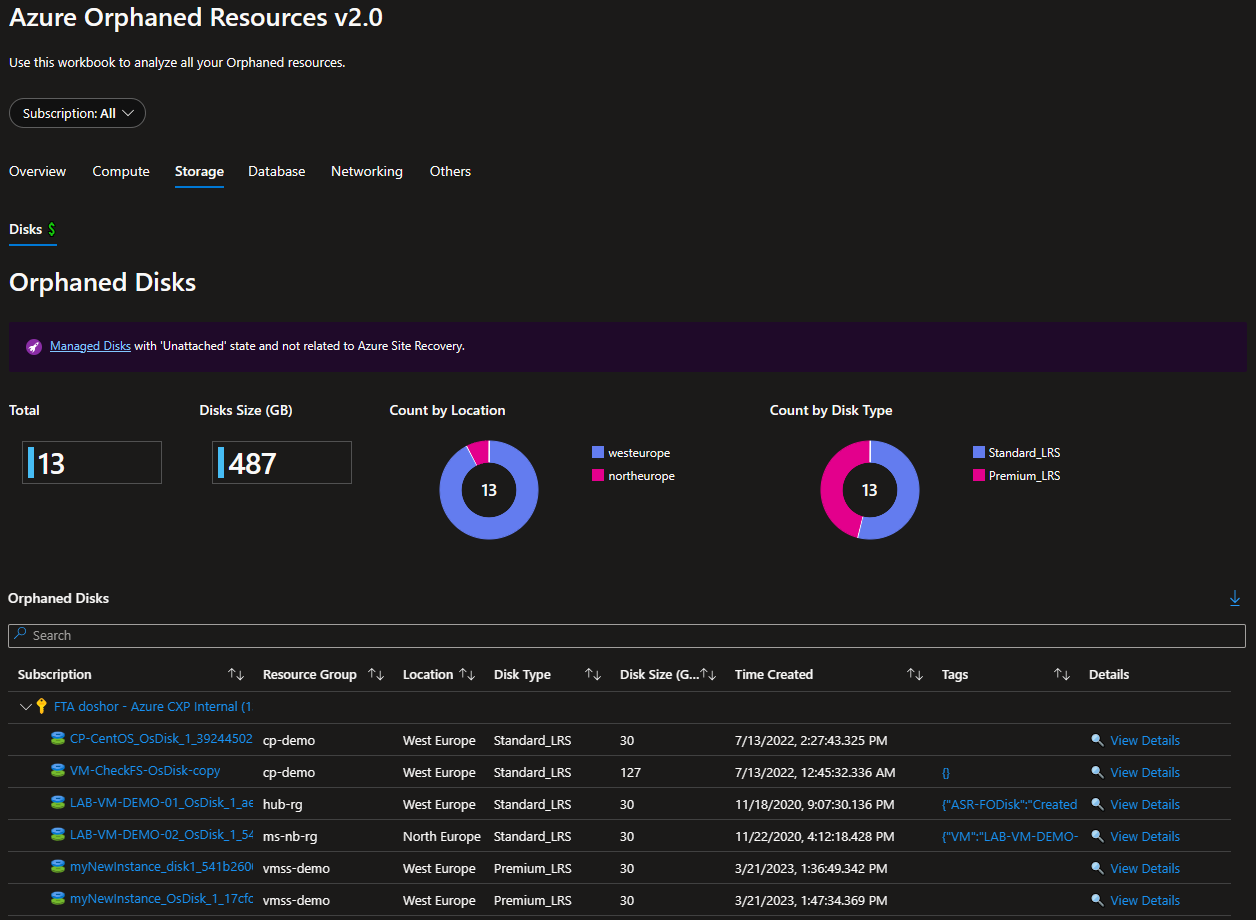 Azure Orphaned Resources v2.0
Use this workbook to analyze all your Orphaned resources.
Subscription: All
Overview Compute Storage Database Networking Others
Disks $
Orphaned Disks
Managed Disks with 'Unattached' state and not related to Azure Site Recovery.
Total Disks Size (GB) Count by Location Count by Disk Type
13 487
westeurope Standard_LRS
northeurope Premium_LRS
13 13
Orphaned Disks
Search
Subscription Resource Group Location Disk Type Disk Size (G... Time Created Tags Details
FTA doshor - Azure CXP Internal (1
CP-CentOS_OsDisk_1_39244502 cp-demo West Europe Standard_LRS 30 7/13/2022, 2:27:43.325 PM View Details
VM-CheckFS-OsDisk-copy cp-demo West Europe Standard_LRS 127 7/13/2022, 12:45:32.336 AM {} View Details
LAB-VM-DEMO-01_OsDisk_1_ae hub-rg West Europe Standard_LRS 30 11/18/2020, 9:07:30.136 PM {"ASR-FODisk":"Created View Details
LAB-VM-DEMO-02_OsDisk_1_54 ms-nb-rg North Europe Standard_LRS 30 11/22/2020, 4:12:18.428 PM {"VM":"LAB-VM-DEMO- View Details
myNewInstance_disk1_541b260 vmss-demo West Europe Premium_LRS 30 3/21/2023, 1:36:49.342 PM View Details
myNewInstance_OsDisk_1_17cfc vmss-demo West Europe Premium_LRS 30 3/21/2023, 1:47:34.369 PM View Details